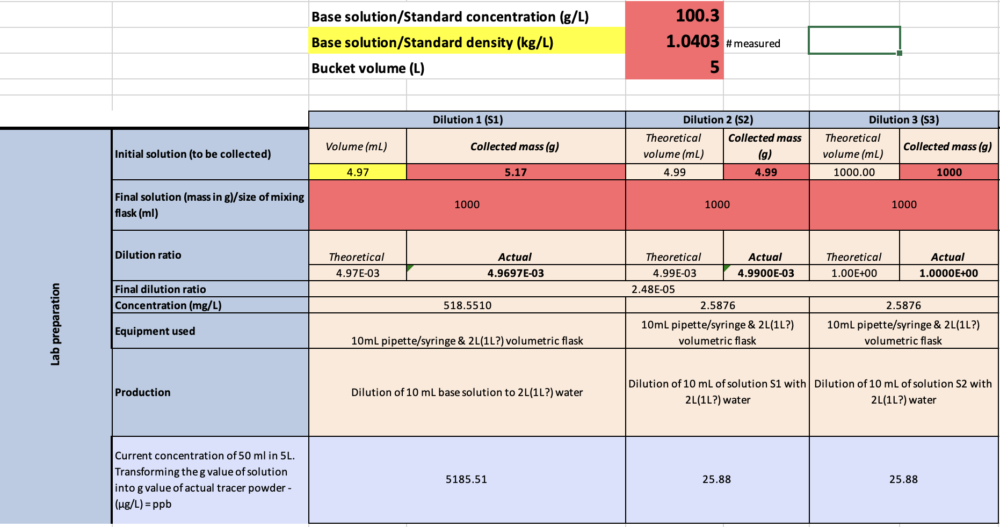 Base solution/Standard concentration (g/L) 100.3
Base solution/Standard density (kg/L) 1.0403 # measured
Bucket volume (L) 5
Dilution 1 (S1) Dilution 2 (S2) Dilution 3 (S3)
Lab preparation
Initial solution (to be collected)
Volume (mL)
Collected mass (g)
Theoretical
volume (mL)
Collected mass
(g)
Theoretical
volume (mL)
Collected mass (g)
4.97 5.17 4.99 4.99 1000.00 1000
Final solution (mass in g)/size of mixing
flask (ml)
1000 1000 1000
Dilution ratio
Theoretical Actual Theoretical Actual Theoretical Actual
4.97E-03 4.9697E-03 4.99E-03 4.9900E-03 1.00E+00 1.0000E+00
Final dilution ratio 2.48E-05
Concentration (mg/L) 518.5510 2.5876 2.5876
Equipment used
10mL pipette/syringe & 2L(1L?) volumetric flask
10mL pipette/syringe & 2L(1L?)
volumetric flask
10mL pipette/syringe & 2L(1L?)
volumetric flask
Production
Dilution of 10 mL base solution to 2L(1L?) water
Dilution of 10 mL of solution S1 with
2L(1L?) water
Dilution of 10 mL of solution S2 with
2L(1L?) water
Current concentration of 50 ml in 5L.
Transforming the g value of solution
into g value of actual tracer powder -
(µg/L) = ppb
5185.51 25.88 25.88